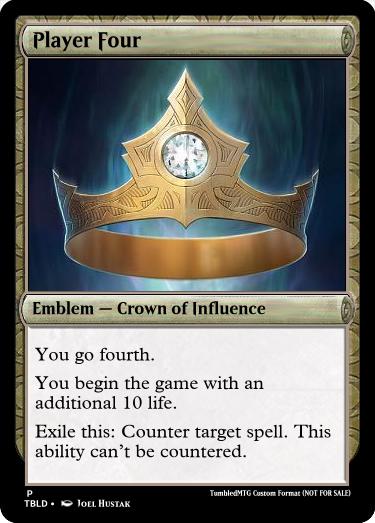 Player Four
Emblem — Crown of Influence
You go fourth.
You begin the game with an
additional 10 life.
Exile this: Counter target spell. This
ability can't be countered.
P
TBLD • Joel Hustak
TumbledMTG Custom Format (NOT FOR SALE)